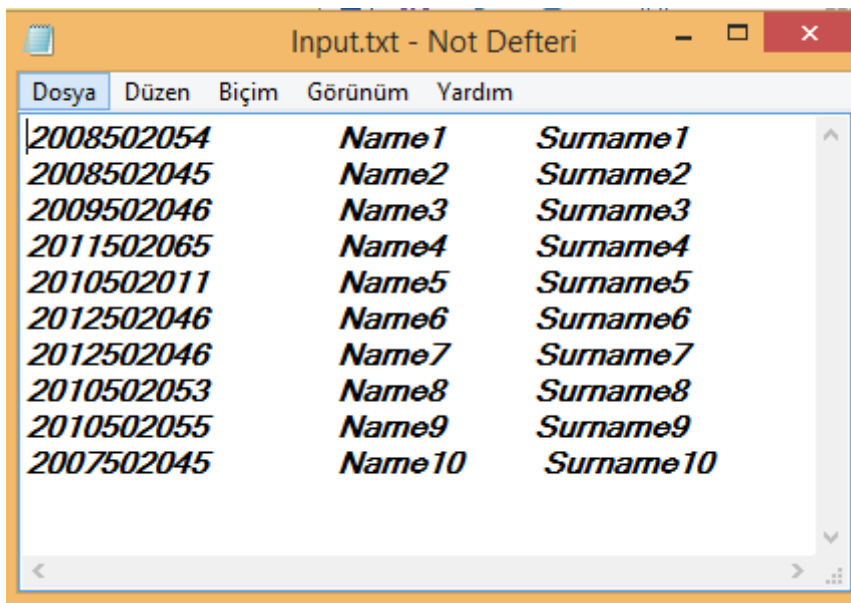 Input.txt - Not Defteri
Dosya Düzen Biçim Görünüm Yardım
2008502054 Name1 Surname1
2008502045 Name2 Surname2
2009502046 Name3 Surname3
2011502065 Name4 Surname4
2010502011 Name5 Surname5
2012502046 Name6 Surname6
2012502046 Name7 Surname7
2010502053 Name8 Surname8
2010502055 Name9 Surname9
2007502045 Name10 Surname10